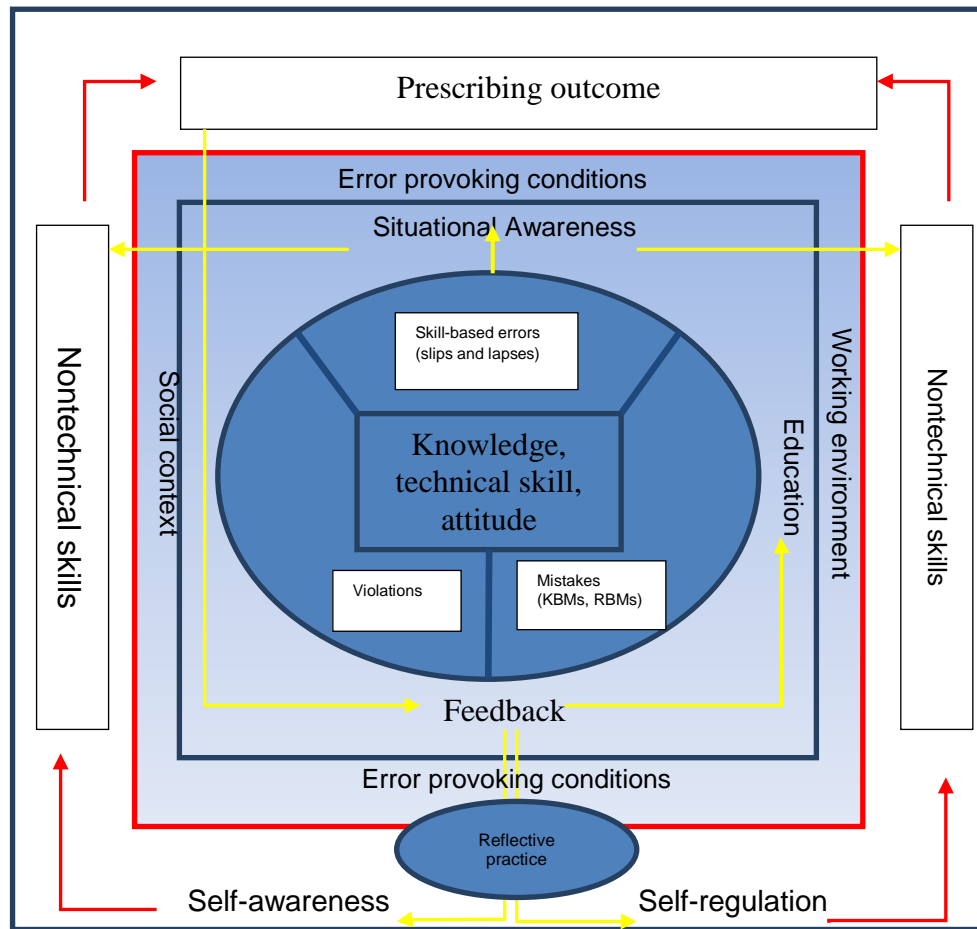 Prescribing outcome
Error provoking conditions
Situational Awareness
Skill-based errors
(slips and lapses)
Nontechnical skills
Social context
Knowledge,
technical skill,
attitude
Education
Working environment
Nontechnical skills
Violations
Mistakes
(KBMs, RBMs)
Feedback
Error provoking conditions
Reflective
practice
Self-awareness
Self-regulation